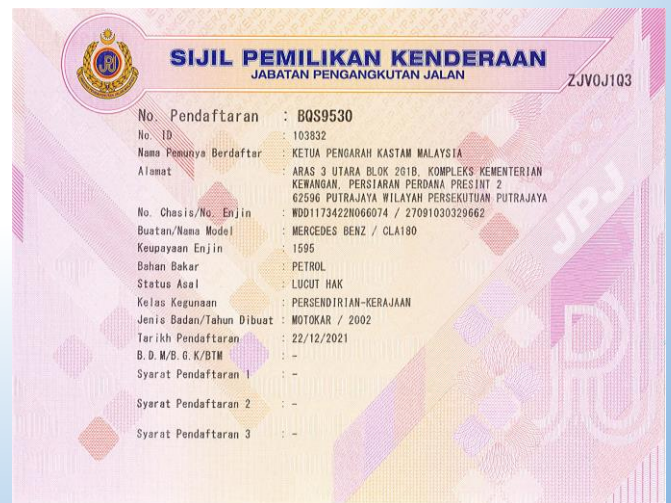 SIJIL PEMILIKAN KENDERAAN
JABATAN PENGANGKUTAN JALAN
ZJV0J1Q3
No. Pendaftaran : BQS9530
No. ID : 103832
Nama Pemunya Berdaftar : KETUA PENGARAH KASTAM MALAYSIA
Alamat : ARAS 3 UTARA BLOK 2G1B, KOMPLEKS KEMENTERIAN
KEWANGAN, PERSIARAN PERDANA PRESINT 2
62596 PUTRAJAYA WILAYAH PERSEKUTUAN PUTRAJAYA
No. Chasis/No. Enjin : WDD1173422N066074 / 27091030329662
Buatan/Nama Model : MERCEDES BENZ / CLA180
Keupayaan Enjin : 1595
Bahan Bakar : PETROL
Status Asal : LUCUT HAK
Kelas Kegunaan : PERSENDIRIAN-KERAJAAN
Jenis Badan/Tahun Dibuat : MOTOKAR / 2002
Tarikh Pendaftaran : 22/12/2021
B.D.M/B.G.K/BTM : -
Syarat Pendaftaran 1 : -
Syarat Pendaftaran 2 : -
Syarat Pendaftaran 3 : -
JPJ